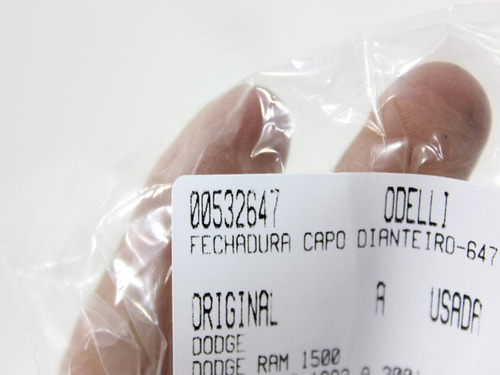 00532647 ODELLI
FECHADURA CAPO DIANTEIRO-647
ORIGINAL A USADA
DODGE
DODGE RAM 1500